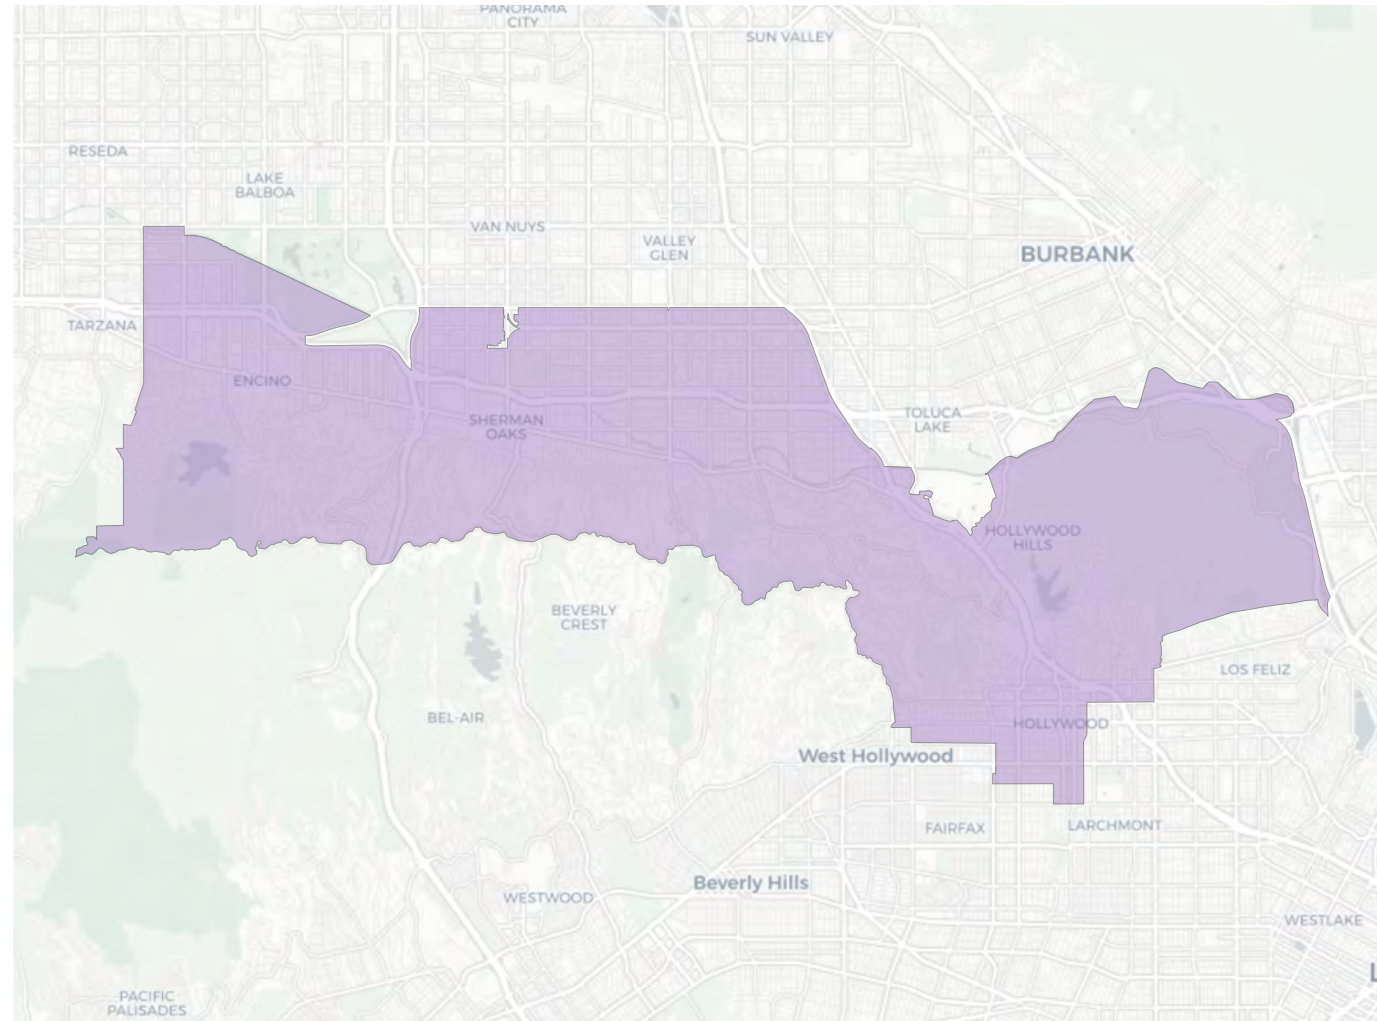 PANORAMA
CITY
SUN VALLEY
RESEDA
LAKE
BALBOA
VAN NUYS
VALLEY
GLEN
BURBANK
TARZANA
ENCINO
SHERMAN
OAKS
TOLUCA
LAKE
HOLLYWOOD
HILLS
BEVERLY
CREST
LOS FELIZ
BEL-AIR
HOLLYWOOD
West Hollywood
FAIRFAX
LARCHMONT
Beverly Hills
WESTWOOD
WESTLAKE
PACIFIC
PALISADES